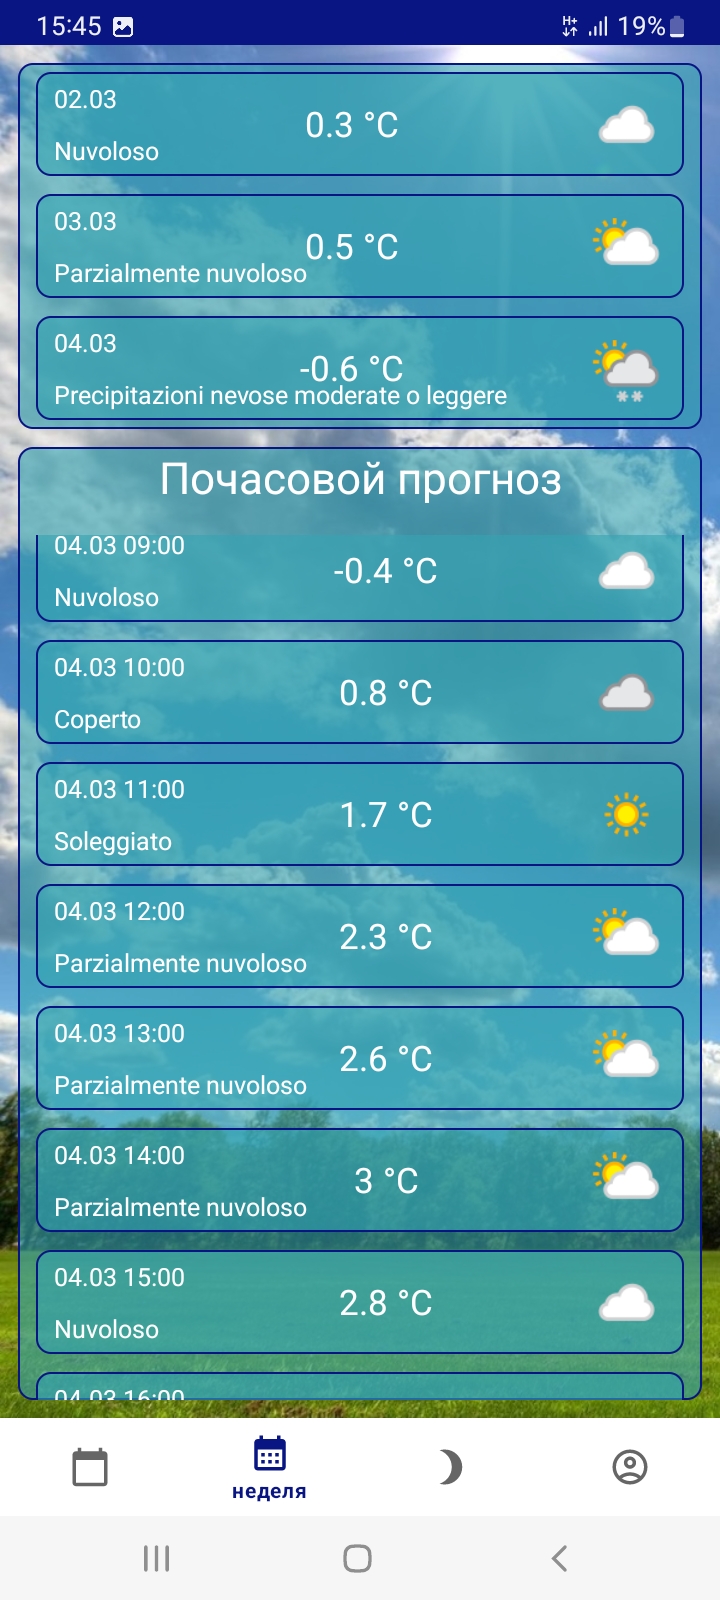 15:45 H+ 19%
02.03
0.3 °C
Nuvoloso
03.03
0.5 °C
Parzialmente nuvoloso
04.03
-0.6 °C
Precipitazioni nevose moderate o leggere
Почасовой прогноз
04.03 09:00
-0.4 °C
Nuvoloso
04.03 10:00
0.8 °C
Coperto
04.03 11:00
1.7 °C
Soleggiato
04.03 12:00
2.3 °C
Parzialmente nuvoloso
04.03 13:00
2.6 °C
Parzialmente nuvoloso
04.03 14:00
3 °C
Parzialmente nuvoloso
04.03 15:00
2.8 °C
Nuvoloso
04.03 16:00
неделя